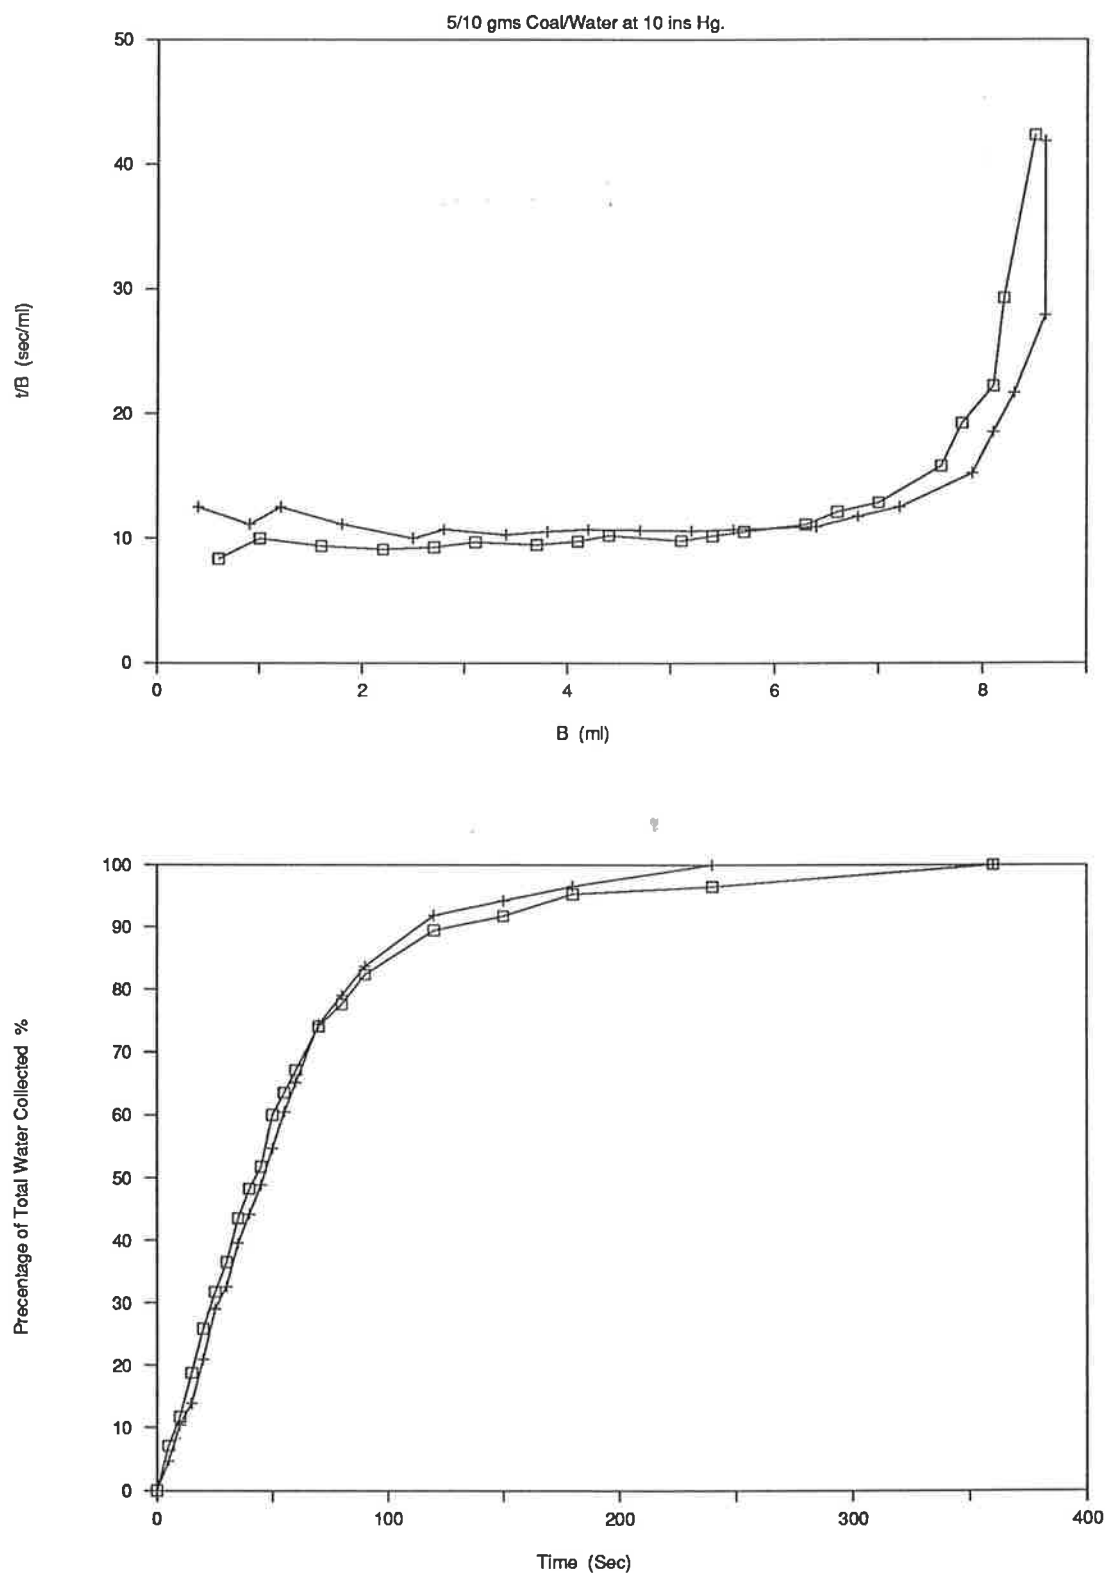 5/10 gms Coal/Water at 10 ins Hg.
50
40
30
20
10
0
t/B (sec/ml)
0 2 4 6 8
B (ml)
100
90
80
70
60
50
40
30
20
10
0
Precentage of Total Water Collected %
0 100 200 300 400
Time (Sec)